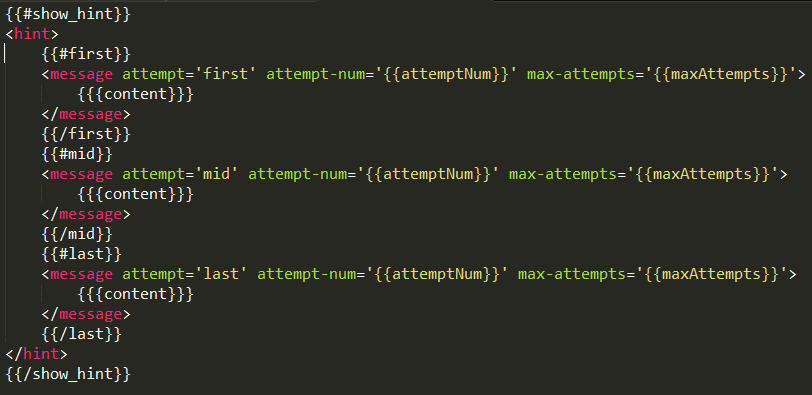 {{#show_hint}}
<hint>
{{#first}}
<message attempt='first' attempt-num='{{attemptNum}}' max-attempts='{{maxAttempts}}'>
{{{content}}}
</message>
{{/first}}
{{#mid}}
<message attempt='mid' attempt-num='{{attemptNum}}' max-attempts='{{maxAttempts}}'>
{{{content}}}
</message>
{{/mid}}
{{#last}}
<message attempt='last' attempt-num='{{attemptNum}}' max-attempts='{{maxAttempts}}'>
{{{content}}}
</message>
{{/last}}
</hint>
{{/show_hint}}